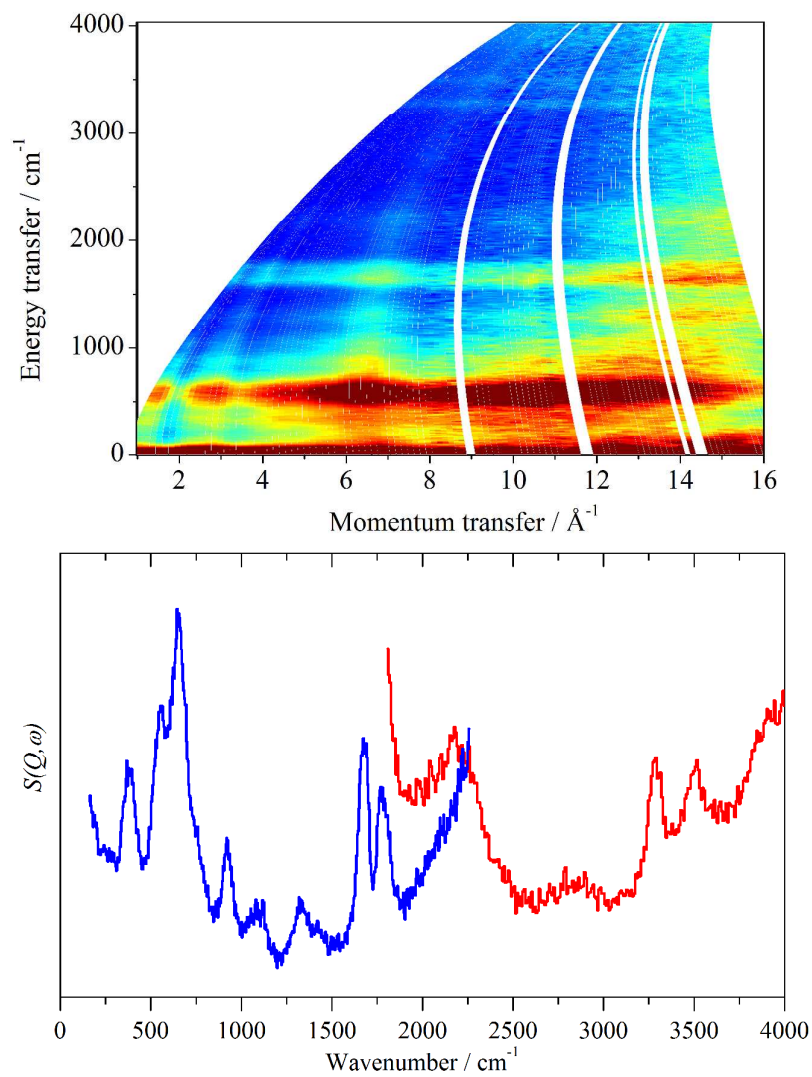 4000
3000
2000
1000
0
Energy transfer / cm⁻¹
2 4 6 8 10 12 14 16
Momentum transfer / Å⁻¹
S(Q,ω)
0 500 1000 1500 2000 2500 3000 3500 4000
Wavenumber / cm⁻¹